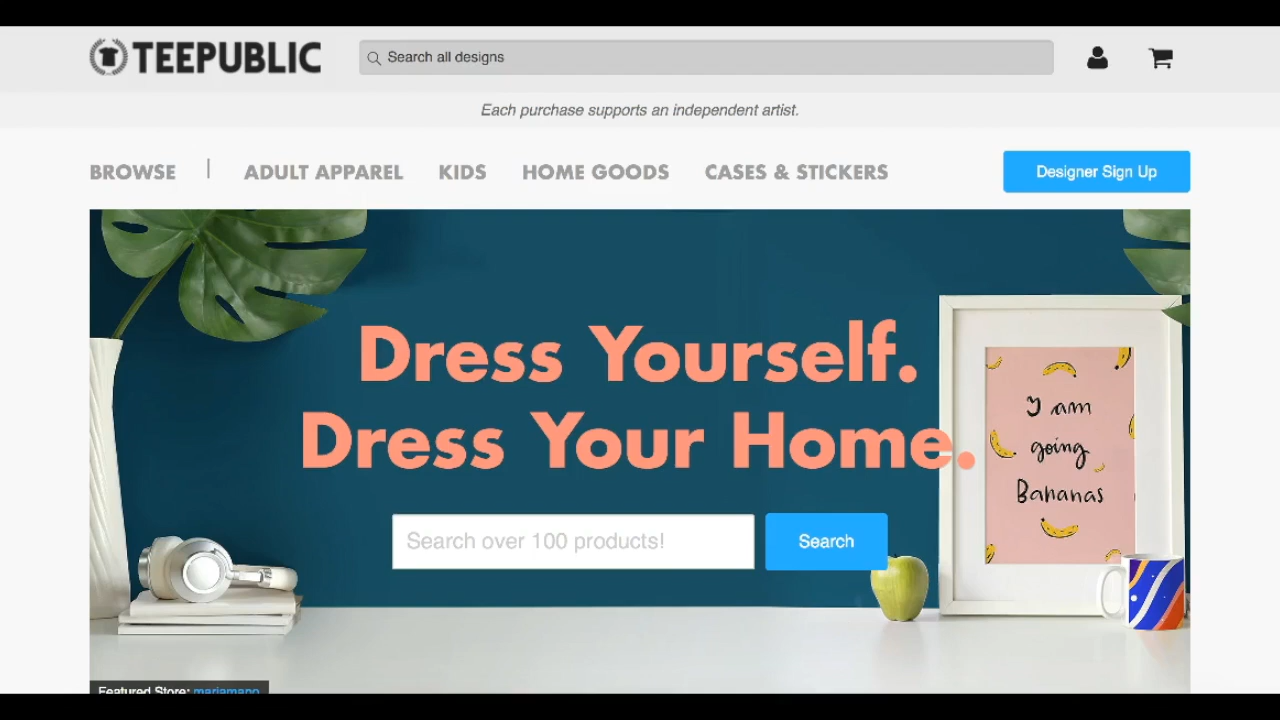 TEEPUBLIC
Search all designs
Each purchase supports an independent artist.
BROWSE | ADULT APPAREL KIDS HOME GOODS CASES & STICKERS
Designer Sign Up
Dress Yourself.
Dress Your Home.
I am
going
Bananas
Search over 100 products!
Search
Featured Store: mariamano